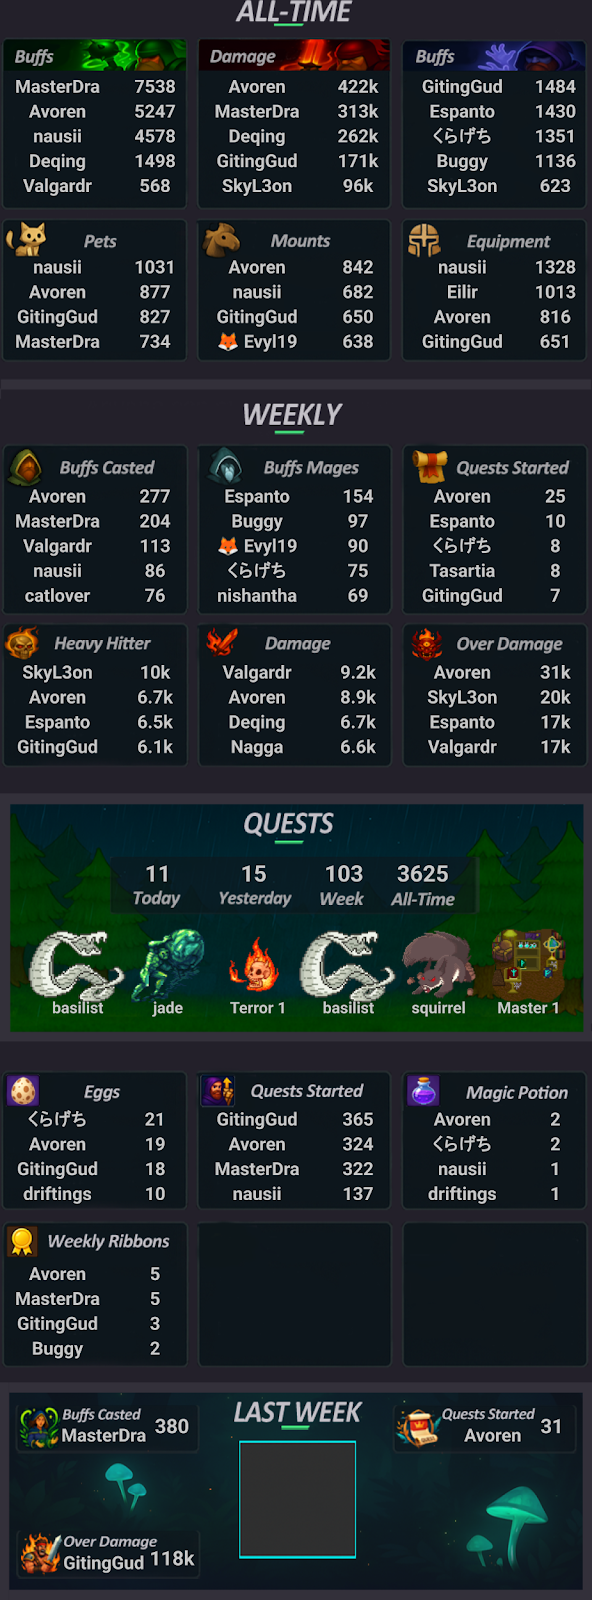 ALL-TIME
Buffs
MasterDra 7538
Avoren 5247
nausii 4578
Deqing 1498
Valgardr 568
Damage
Avoren 422k
MasterDra 313k
Deqing 262k
GitingGud 171k
SkyL3on 96k
Buffs
GitingGud 1484
Espanto 1430
くらげち 1351
Buggy 1136
SkyL3on 623
Pets
nausii 1031
Avoren 877
GitingGud 827
MasterDra 734
Mounts
Avoren 842
nausii 682
GitingGud 650
🦊 Evyl19 638
Equipment
nausii 1328
Eilir 1013
Avoren 816
GitingGud 651
WEEKLY
Buffs Casted
Avoren 277
MasterDra 204
Valgardr 113
nausii 86
catlover 76
Buffs Mages
Espanto 154
Buggy 97
🦊 Evyl19 90
くらげち 75
nishantha 69
Quests Started
Avoren 25
Espanto 10
くらげち 8
Tasartia 8
GitingGud 7
Heavy Hitter
SkyL3on 10k
Avoren 6.7k
Espanto 6.5k
GitingGud 6.1k
Damage
Valgardr 9.2k
Avoren 8.9k
Deqing 6.7k
Nagga 6.6k
Over Damage
Avoren 31k
SkyL3on 20k
Espanto 17k
Valgardr 17k
QUESTS
11 15 103 3625
Today Yesterday Week All-Time
basilist jade Terror 1 basilist squirrel Master 1
Eggs
くらげち 21
Avoren 19
GitingGud 18
driftings 10
Quests Started
GitingGud 365
Avoren 324
MasterDra 322
nausii 137
Magic Potion
Avoren 2
くらげち 2
nausii 1
driftings 1
Weekly Ribbons
Avoren 5
MasterDra 5
GitingGud 3
Buggy 2
LAST WEEK
Buffs Casted
MasterDra 380
Quests Started
Avoren 31
Over Damage
GitingGud 118k